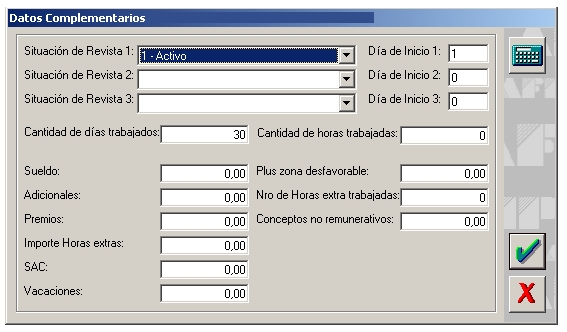 Datos Complementarios
Situación de Revista 1: 1 - Activo Día de Inicio 1: 1
Situación de Revista 2: Día de Inicio 2: 0
Situación de Revista 3: Día de Inicio 3: 0
Cantidad de días trabajados: 30 Cantidad de horas trabajadas: 0
Sueldo: 0,00 Plus zona desfavorable: 0,00
Adicionales: 0,00 Nro de Horas extra trabajadas: 0
Premios: 0,00 Conceptos no remunerativos: 0,00
Importe Horas extras: 0,00
SAC: 0,00
Vacaciones: 0,00